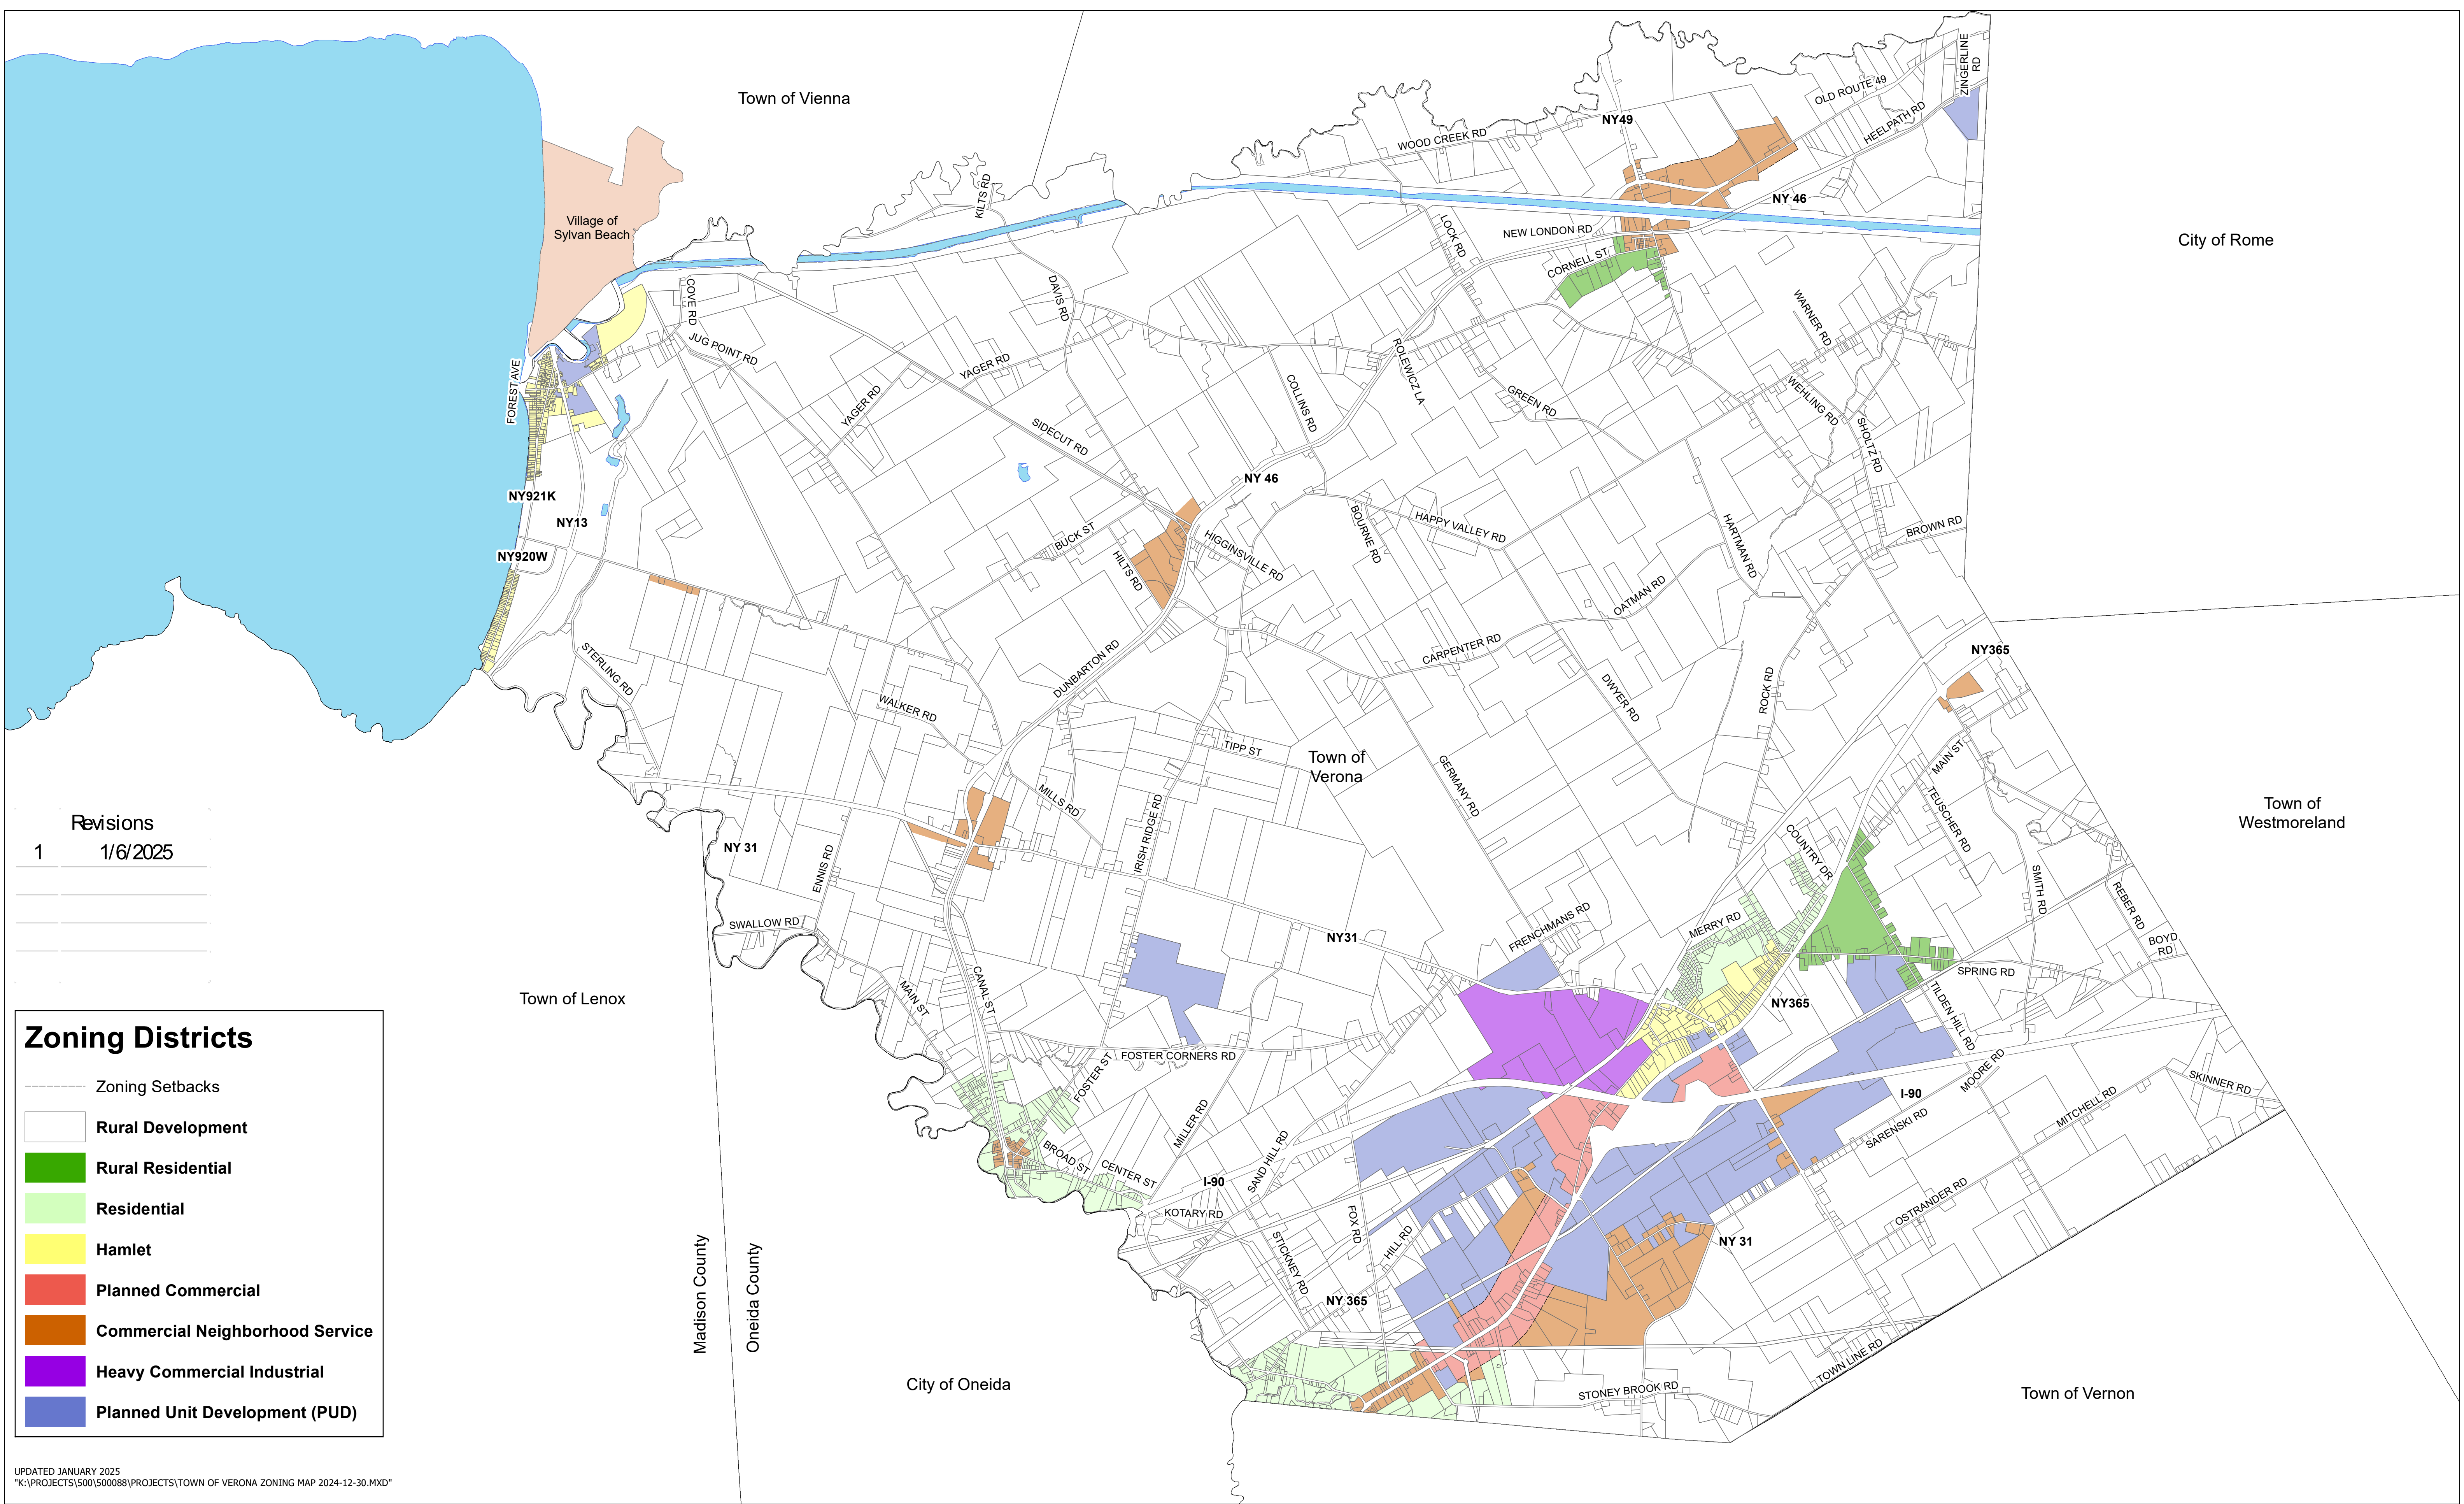 Town of Vienna
ZINGERLINE
RD
OLD ROUTE 49
HEELPATH RD
NY49
WOOD CREEK RD
KILTS RD
NY 46
Village of
Sylvan Beach
LOCK RD
NEW LONDON RD
CORNELL ST
City of Rome
COVE RD
DAVIS RD
WARNER RD
JUG POINT RD
YAGER RD
YAGER RD
ROLEWICZ LA
FOREST AVE
COLLINS RD
GREEN RD
WEHLING RD
SIDECUT RD
SHOLTZ RD
NY 46
NY921K
NY13
BUCK ST
HIGGINSVILLE RD
BOURNE RD
HAPPY VALLEY RD
HARTMAN RD
BROWN RD
NY920W
HILTS RD
OATMAN RD
STERLING RD
DUNBARTON RD
CARPENTER RD
NY365
WALKER RD
DWYER RD
ROCK RD
TIPP ST
Town of
Verona
MAIN ST
GERMANY RD
MILLS RD
IRISH RIDGE RD
TEUSCHER RD
Town of
Westmoreland
COUNTRY DR
Revisions
1 1/6/2025
NY 31
ENNIS RD
SMITH RD
REBER RD
SWALLOW RD
NY31
FRENCHMANS RD
MERRY RD
BOYD
RD
SPRING RD
Town of Lenox
MAIN ST
CANAL ST
NY365
TILDEN HILL RD
FOSTER CORNERS RD
FOSTER ST
MOORE RD
SKINNER RD
I-90
MITCHELL RD
SARENSKI RD
MILLER RD
SAND HILL RD
BROAD ST
CENTER ST
I-90
KOTARY RD
OSTRANDER RD
FOX RD
HILL RD
STICKNEY RD
NY 31
NY 365
Madison County
Oneida County
City of Oneida
TOWN LINE RD
STONEY BROOK RD
Town of Vernon
Zoning Districts
Zoning Setbacks
Rural Development
Rural Residential
Residential
Hamlet
Planned Commercial
Commercial Neighborhood Service
Heavy Commercial Industrial
Planned Unit Development (PUD)
UPDATED JANUARY 2025
"K:\PROJECTS\500\500088\PROJECTS\TOWN OF VERONA ZONING MAP 2024-12-30.MXD"